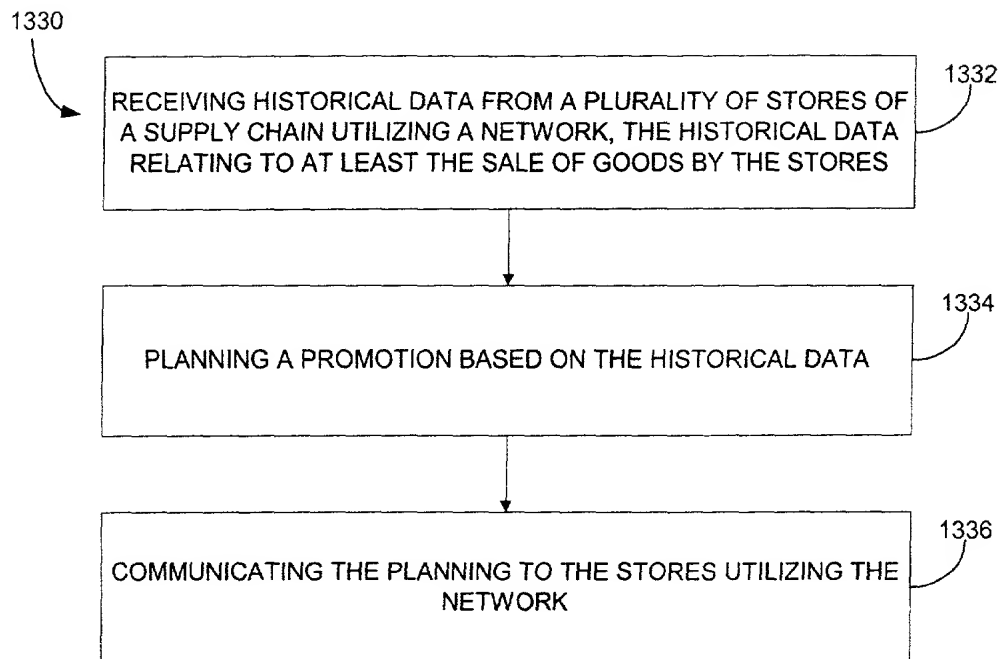 1330
1332
RECEIVING HISTORICAL DATA FROM A PLURALITY OF STORES OF
A SUPPLY CHAIN UTILIZING A NETWORK, THE HISTORICAL DATA
RELATING TO AT LEAST THE SALE OF GOODS BY THE STORES
1334
PLANNING A PROMOTION BASED ON THE HISTORICAL DATA
1336
COMMUNICATING THE PLANNING TO THE STORES UTILIZING THE
NETWORK